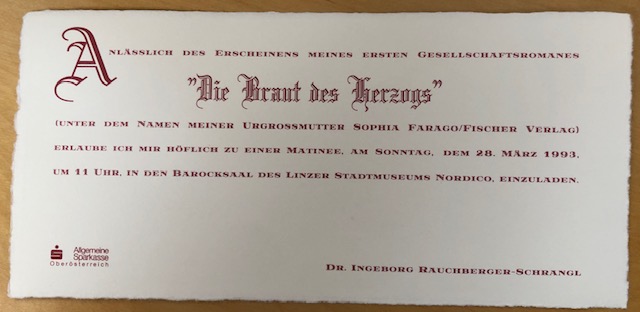 Anlässlich des Erscheinens meines ersten Gesellschaftsromanes
"Die Braut des Herzogs"
(unter dem Namen meiner Urgrossmutter Sophia Farago/Fischer Verlag)
erlaube ich mir höflich zu einer Matinee, am Sonntag, dem 28. März 1993,
um 11 Uhr, in den Barocksaal des Linzer Stadtmuseums Nordico, einzuladen.
Allgemeine
Sparkasse
Oberösterreich
Dr. Ingeborg Rauchberger-Schrangl